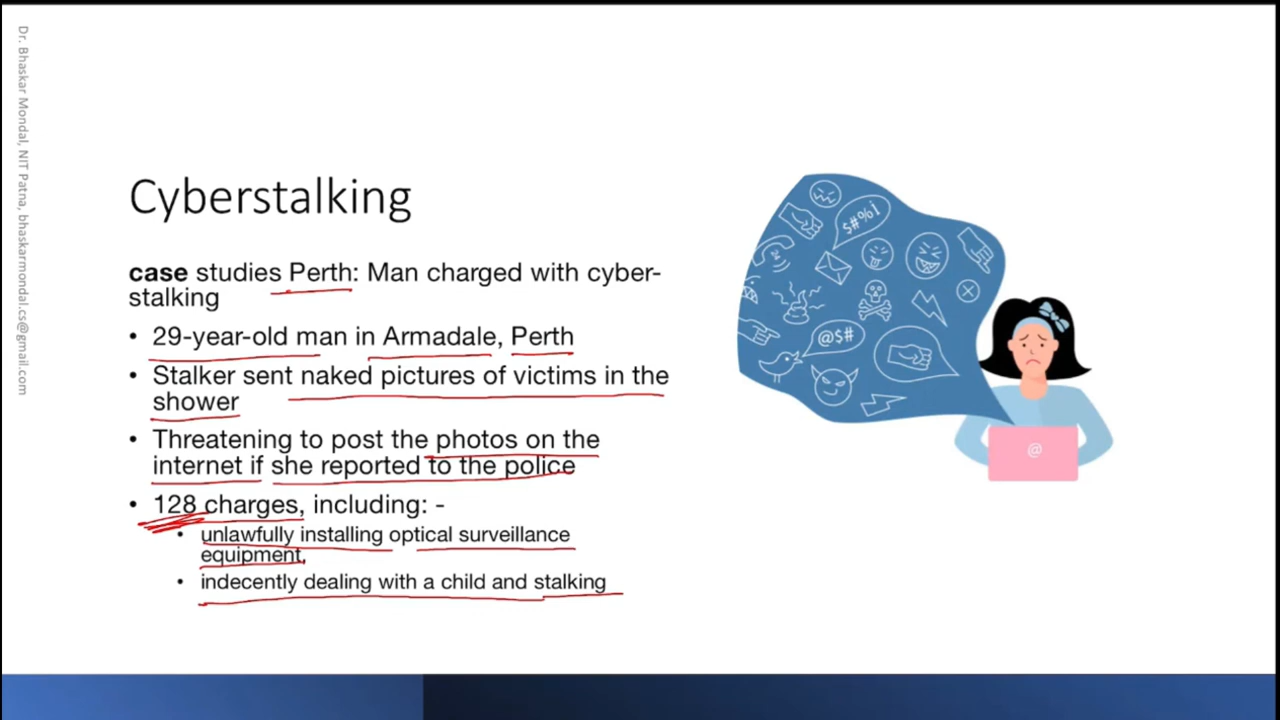 Dr. Bhaskar Mondal, NIT Patna, bhaskarmondal.cs@gmail.com
Cyberstalking
case studies Perth: Man charged with cyber-
stalking
• 29-year-old man in Armadale, Perth
• Stalker sent naked pictures of victims in the
shower
• Threatening to post the photos on the
internet if she reported to the police
• 128 charges, including: -
• unlawfully installing optical surveillance
equipment,
• indecently dealing with a child and stalking
$#%!
@$#
@